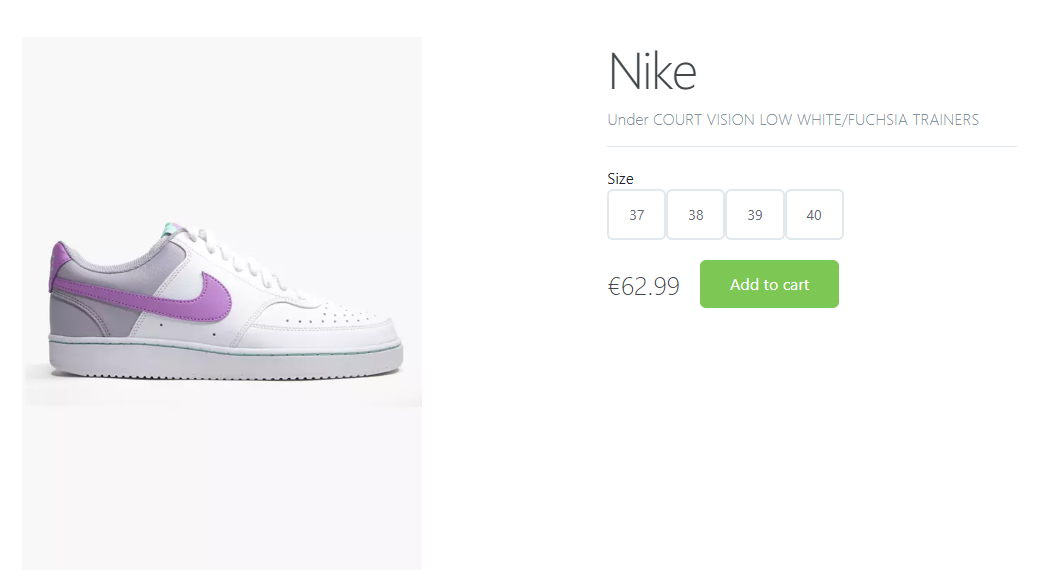 Nike
Under COURT VISION LOW WHITE/FUCHSIA TRAINERS
Size
37 38 39 40
€62.99 Add to cart